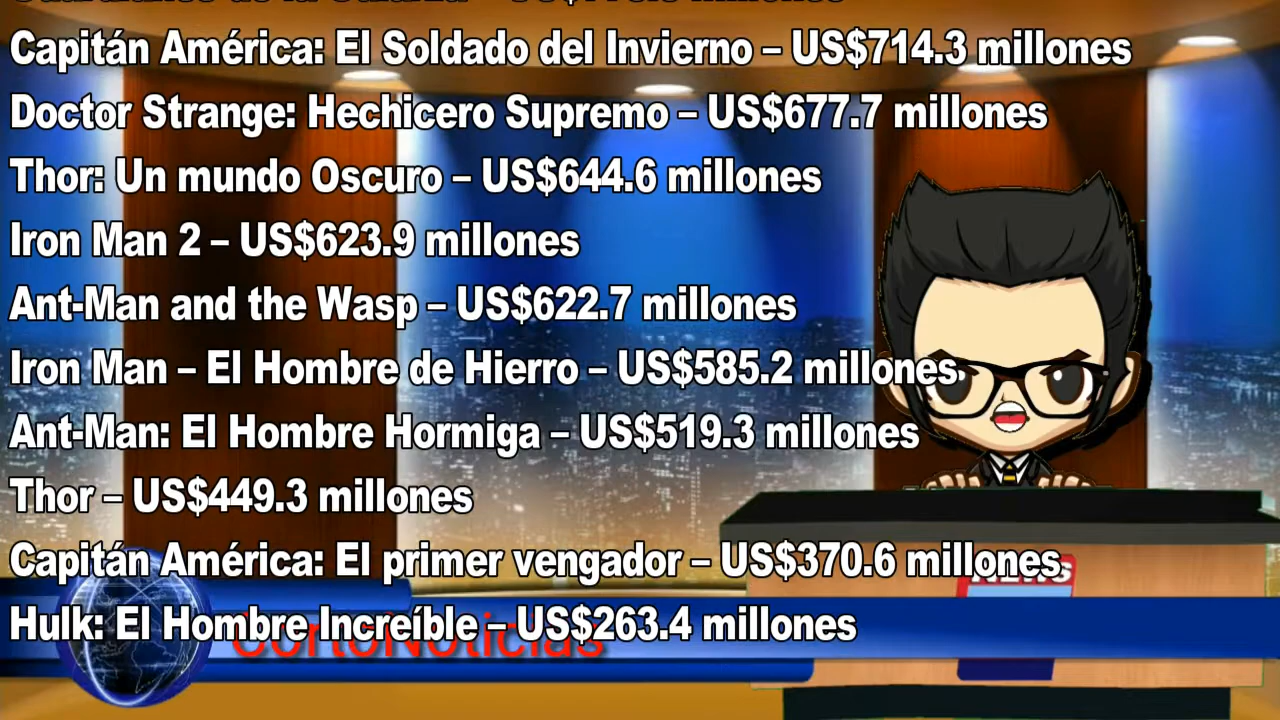 Capitán América: El Soldado del Invierno – US$714.3 millones
Doctor Strange: Hechicero Supremo – US$677.7 millones
Thor: Un mundo Oscuro – US$644.6 millones
Iron Man 2 – US$623.9 millones
Ant-Man and the Wasp – US$622.7 millones
Iron Man – El Hombre de Hierro – US$585.2 millones
Ant-Man: El Hombre Hormiga – US$519.3 millones
Thor – US$449.3 millones
Capitán América: El primer vengador – US$370.6 millones
NEWS
Hulk: El Hombre Increíble – US$263.4 millones
CortoNoticias